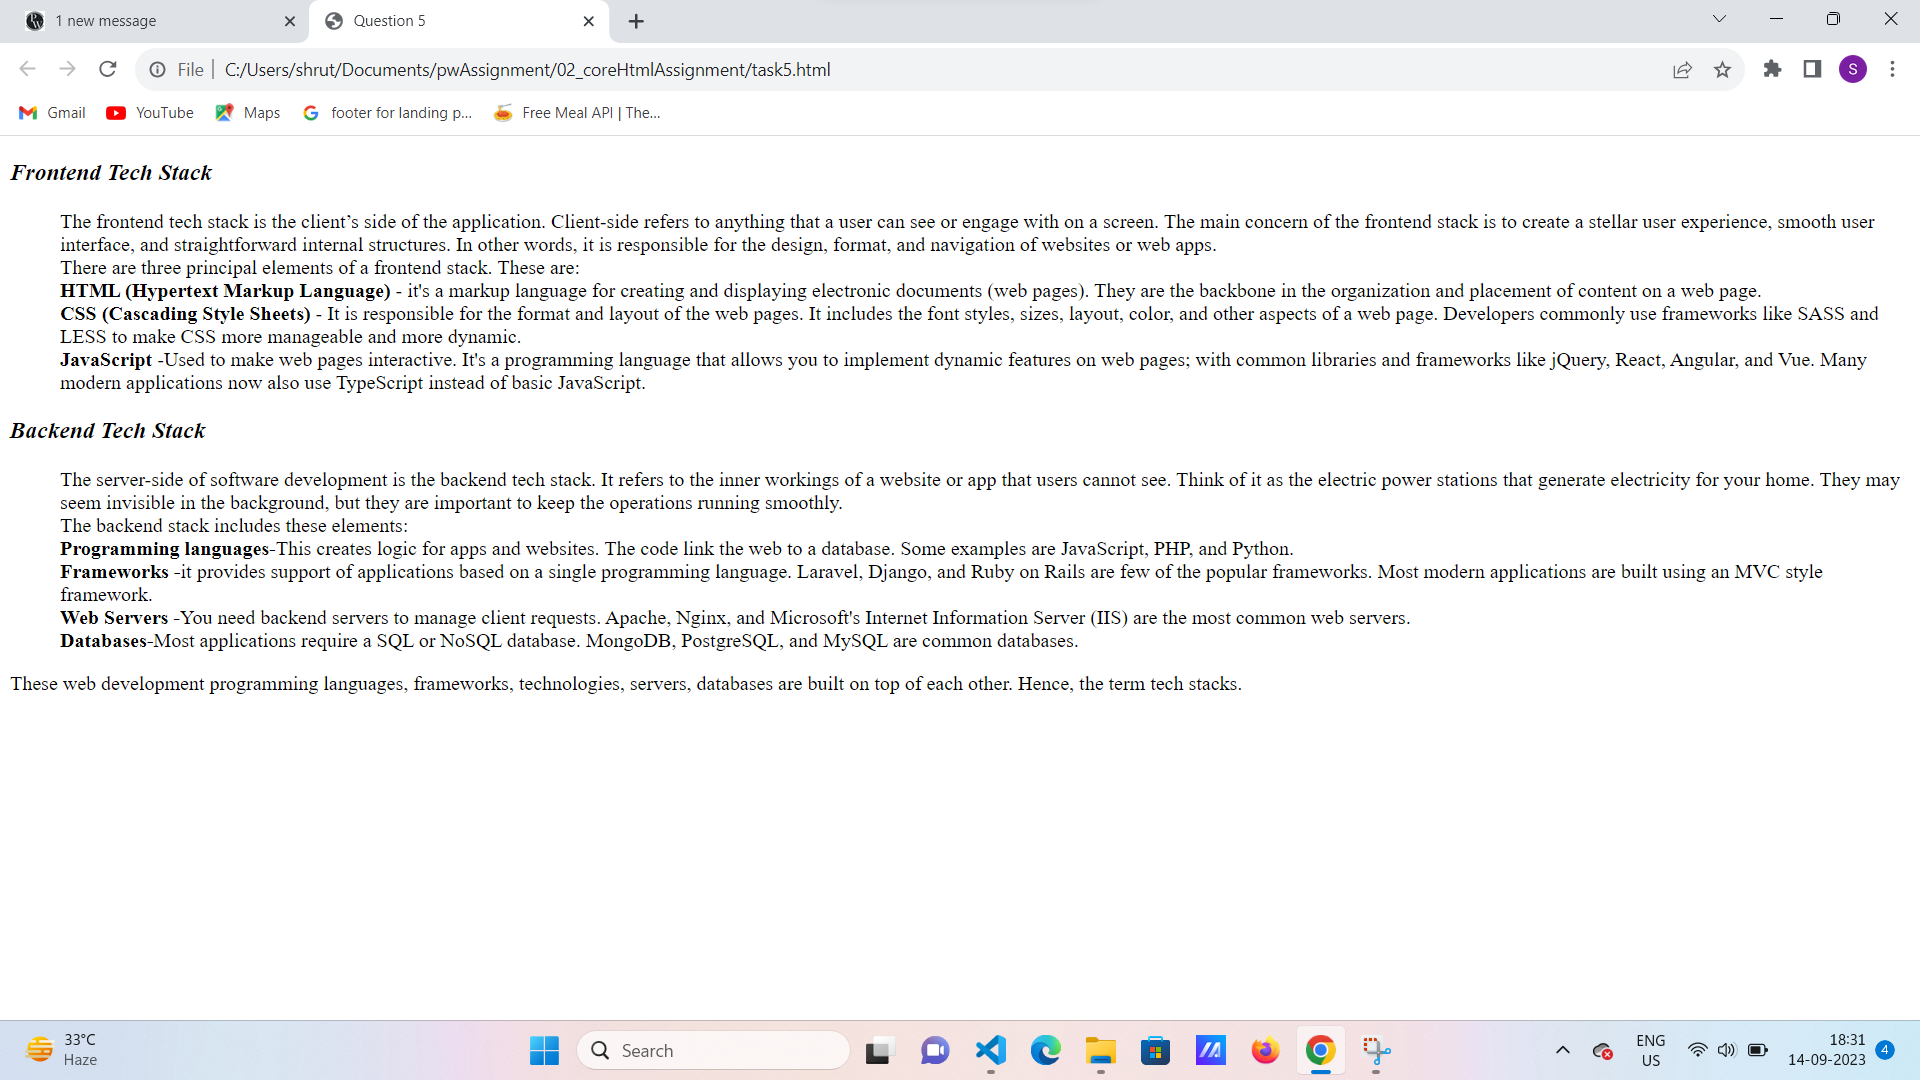 1 new message
Question 5
File
C:/Users/shrut/Documents/pwAssignment/02_coreHtmlAssignment/task5.html
S
Gmail
YouTube
Maps
footer for landing p...
Free Meal API | The...
Frontend Tech Stack
The frontend tech stack is the client’s side of the application. Client-side refers to anything that a user can see or engage with on a screen. The main concern of the frontend stack is to create a stellar user experience, smooth user
interface, and straightforward internal structures. In other words, it is responsible for the design, format, and navigation of websites or web apps.
There are three principal elements of a frontend stack. These are:
HTML (Hypertext Markup Language) - it's a markup language for creating and displaying electronic documents (web pages). They are the backbone in the organization and placement of content on a web page.
CSS (Cascading Style Sheets) - It is responsible for the format and layout of the web pages. It includes the font styles, sizes, layout, color, and other aspects of a web page. Developers commonly use frameworks like SASS and
LESS to make CSS more manageable and more dynamic.
JavaScript -Used to make web pages interactive. It's a programming language that allows you to implement dynamic features on web pages; with common libraries and frameworks like jQuery, React, Angular, and Vue. Many
modern applications now also use TypeScript instead of basic JavaScript.
Backend Tech Stack
The server-side of software development is the backend tech stack. It refers to the inner workings of a website or app that users cannot see. Think of it as the electric power stations that generate electricity for your home. They may
seem invisible in the background, but they are important to keep the operations running smoothly.
The backend stack includes these elements:
Programming languages-This creates logic for apps and websites. The code link the web to a database. Some examples are JavaScript, PHP, and Python.
Frameworks -it provides support of applications based on a single programming language. Laravel, Django, and Ruby on Rails are few of the popular frameworks. Most modern applications are built using an MVC style
framework.
Web Servers -You need backend servers to manage client requests. Apache, Nginx, and Microsoft's Internet Information Server (IIS) are the most common web servers.
Databases-Most applications require a SQL or NoSQL database. MongoDB, PostgreSQL, and MySQL are common databases.
These web development programming languages, frameworks, technologies, servers, databases are built on top of each other. Hence, the term tech stacks.
33°C
Haze
Search
ENG
US
18:31
14-09-2023
4